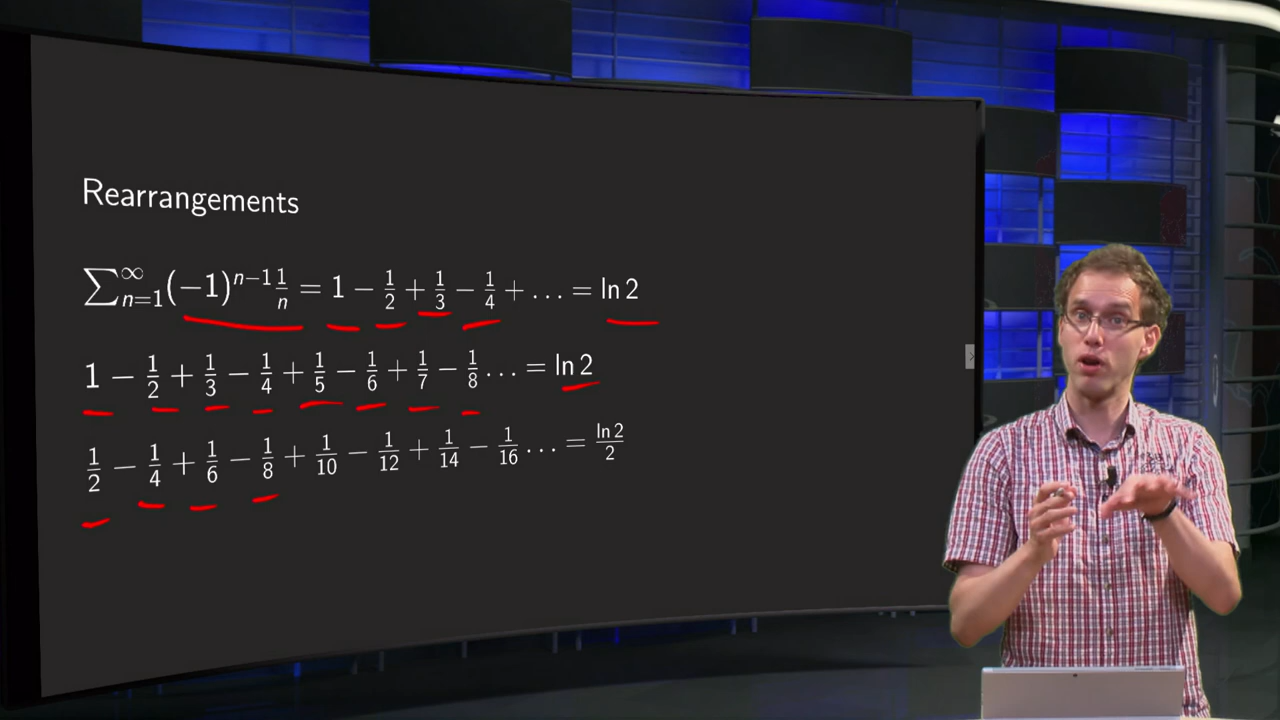 Rearrangements
∑_{n=1}^{∞}(−1)^{n−1} 1/n = 1 − 1/2 + 1/3 − 1/4 + ... = ln 2
1 − 1/2 + 1/3 − 1/4 + 1/5 − 1/6 + 1/7 − 1/8 ... = ln 2
1/2 − 1/4 + 1/6 − 1/8 + 1/10 − 1/12 + 1/14 − 1/16 ... = ln 2/2